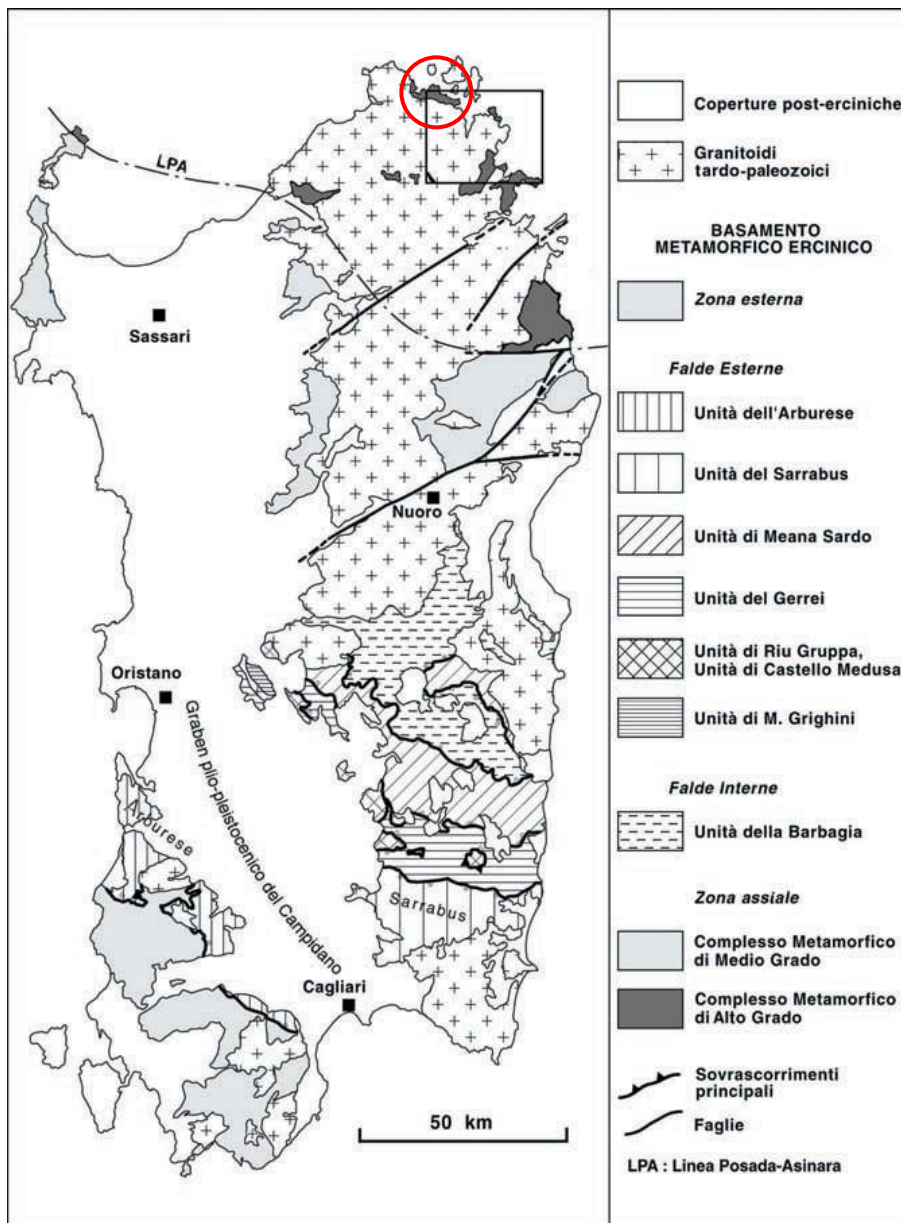 LPA
Sassari
Nuoro
Oristano
Graben plio-pleistocenico del Campidano
Arburese
Sarrabus
Cagliari
50 km
Coperture post-erciniche
Granitoidi
tardo-paleozoici
BASAMENTO
METAMORFICO ERCINICO
Zona esterna
Falde Esterne
Unità dell'Arburese
Unità del Sarrabus
Unità di Meana Sardo
Unità del Gerrei
Unità di Riu Gruppa,
Unità di Castello Medusa
Unità di M. Grighini
Falde Interne
Unità della Barbagia
Zona assiale
Complesso Metamorfico
di Medio Grado
Complesso Metamorfico
di Alto Grado
Sovrascorrimenti
principali
Faglie
LPA : Linea Posada-Asinara